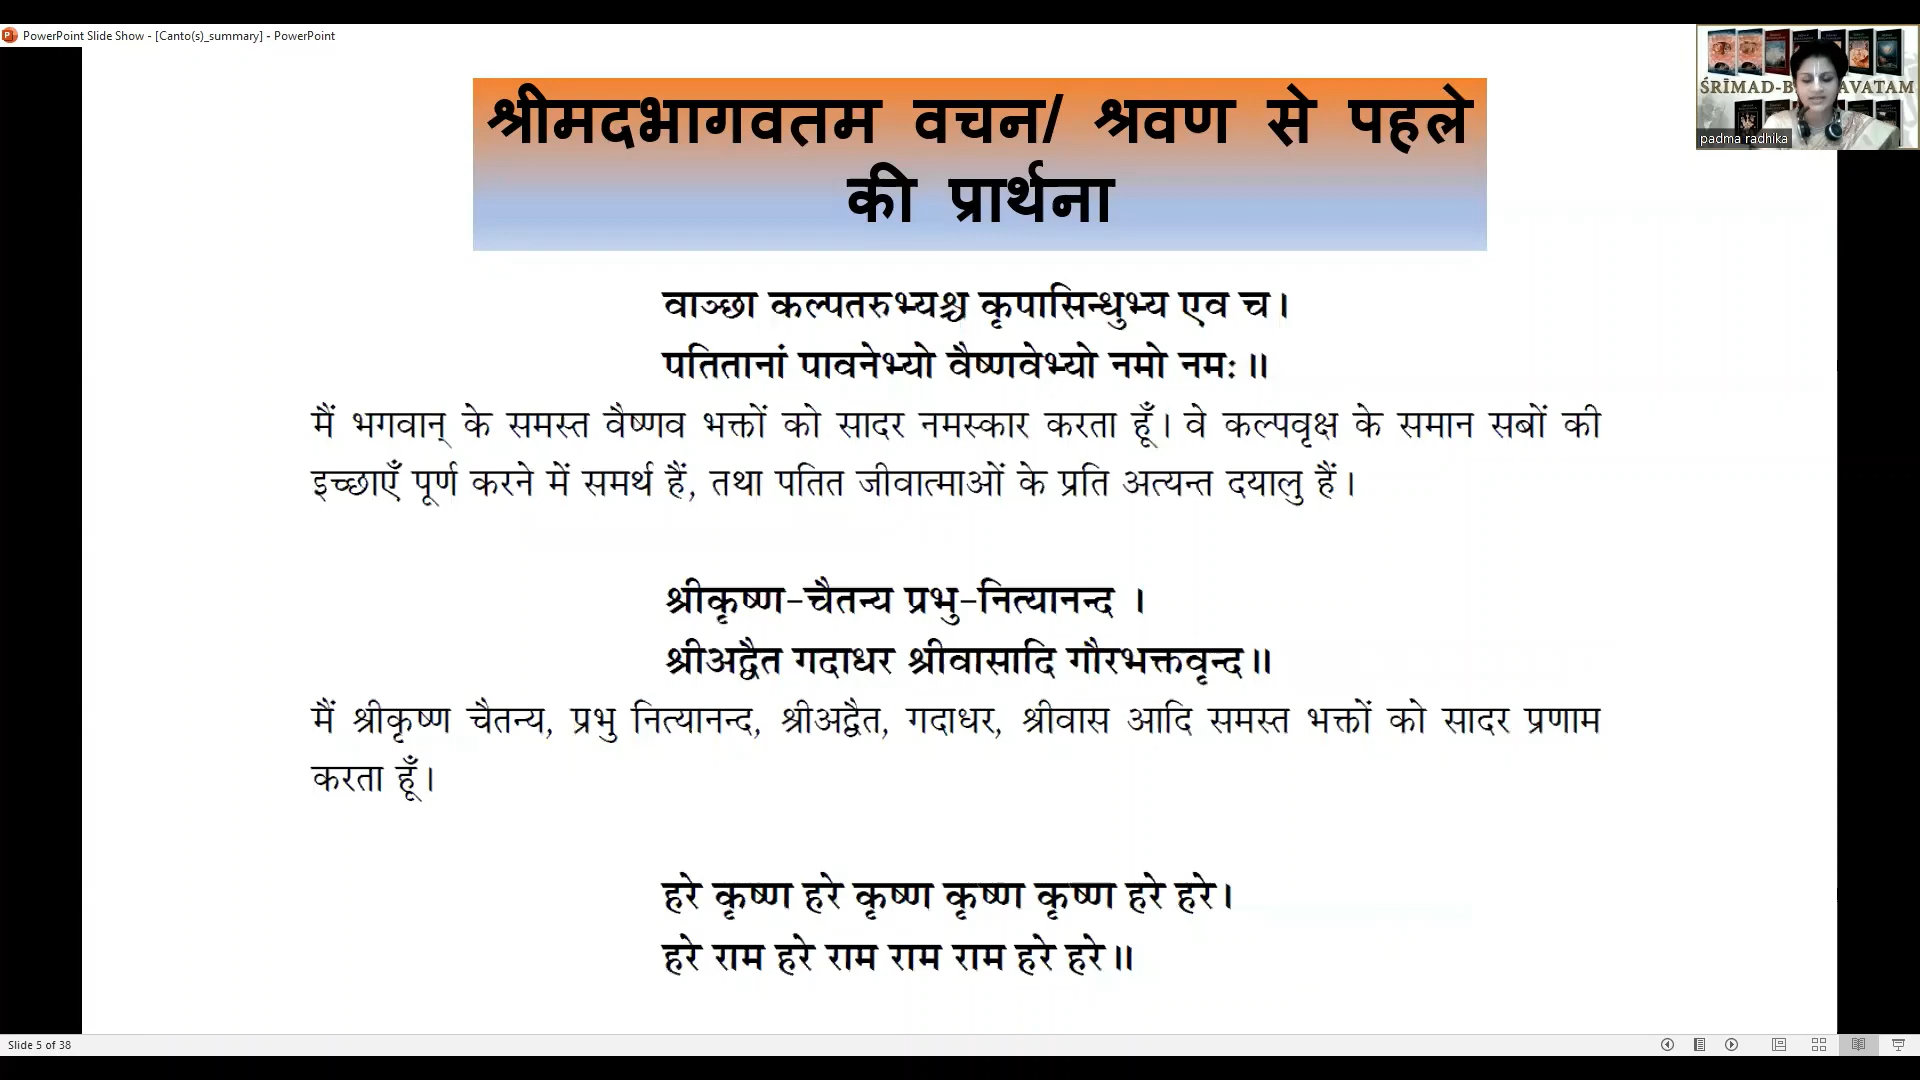 PowerPoint Slide Show - [Canto(s)_summary] - PowerPoint
श्रीमदभागवतम वचन/ श्रवण से पहले
की प्रार्थना
ŚRĪMAD-B AVATAM
padma radhika
वाञ्छा कल्पतरुभ्यश्च कृपासिन्धुभ्य एव च।
पतितानां पावनेभ्यो वैष्णवेभ्यो नमो नमः॥
मैं भगवान् के समस्त वैष्णव भक्तों को सादर नमस्कार करता हूँ। वे कल्पवृक्ष के समान सबों की
इच्छाएँ पूर्ण करने में समर्थ हैं, तथा पतित जीवात्माओं के प्रति अत्यन्त दयालु हैं।
श्रीकृष्ण-चैतन्य प्रभु-नित्यानन्द ।
श्रीअद्वैत गदाधर श्रीवासादि गौरभक्तवृन्द॥
मैं श्रीकृष्ण चैतन्य, प्रभु नित्यानन्द, श्रीअद्वैत, गदाधर, श्रीवास आदि समस्त भक्तों को सादर प्रणाम
करता हूँ।
हरे कृष्ण हरे कृष्ण कृष्ण कृष्ण हरे हरे।
हरे राम हरे राम राम राम हरे हरे॥
Slide 5 of 38